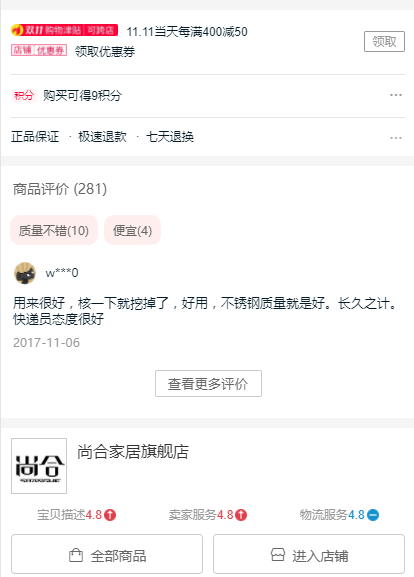 双11 购物津贴 可跨店 11.11当天每满400减50
领取
店铺 优惠券 领取优惠券
积分 购买可得9积分
正品保证 · 极速退款 · 七天退换
商品评价 (281)
质量不错(10) 便宜(4)
w***0
用来很好，核一下就挖掉了，好用，不锈钢质量就是好。长久之计。
快递员态度很好
2017-11-06
查看更多评价
尚合
SHANGHE
尚合家居旗舰店
宝贝描述4.8 卖家服务4.8 物流服务4.8
全部商品 进入店铺